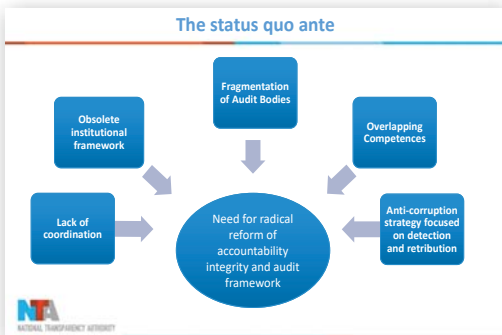 The status quo ante
Fragmentation
of Audit Bodies
Obsolete
institutional
framework
Overlapping
Competences
Lack of
coordination
Need for radical
reform of
accountability
integrity and audit
framework
Anti-corruption
strategy focused
on detection
and retribution
NTA
NATIONAL TRANSPARENCY AUTHORITY